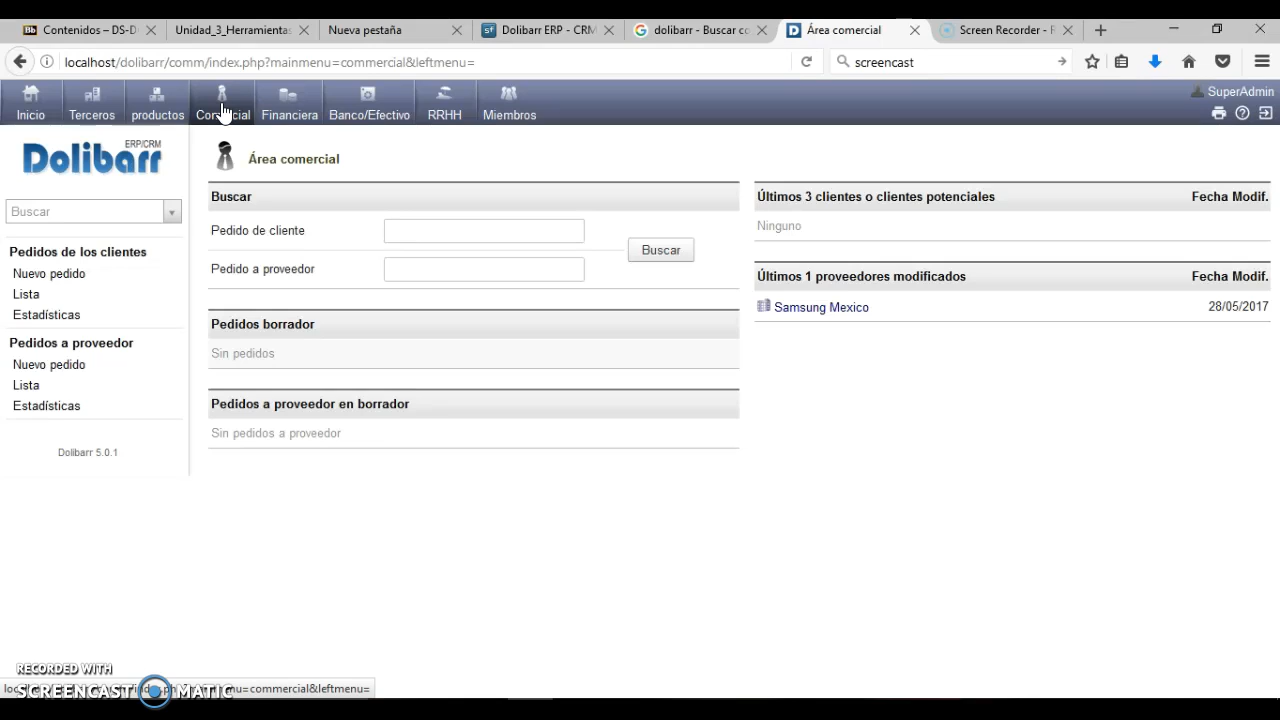 Contenidos – DS-D
Unidad_3_Herramienta
Nueva pestaña
Dolibarr ERP - CRM
dolibarr - Buscar co
Área comercial
Screen Recorder - R
localhost/dolibarr/comm/index.php?mainmenu=commercial&leftmenu=
screencast
Inicio
Terceros
productos
Comercial
Financiera
Banco/Efectivo
RRHH
Miembros
SuperAdmin
Dolibarr ERP/CRM
Buscar
Pedidos de los clientes
Nuevo pedido
Lista
Estadísticas
Pedidos a proveedor
Nuevo pedido
Lista
Estadísticas
Dolibarr 5.0.1
Área comercial
Buscar
Pedido de cliente
Pedido a proveedor
Buscar
Pedidos borrador
Sin pedidos
Pedidos a proveedor en borrador
Sin pedidos a proveedor
Últimos 3 clientes o clientes potenciales Fecha Modif.
Ninguno
Últimos 1 proveedores modificados Fecha Modif.
Samsung Mexico 28/05/2017
RECORDED WITH
SCREENCAST-O-MATIC